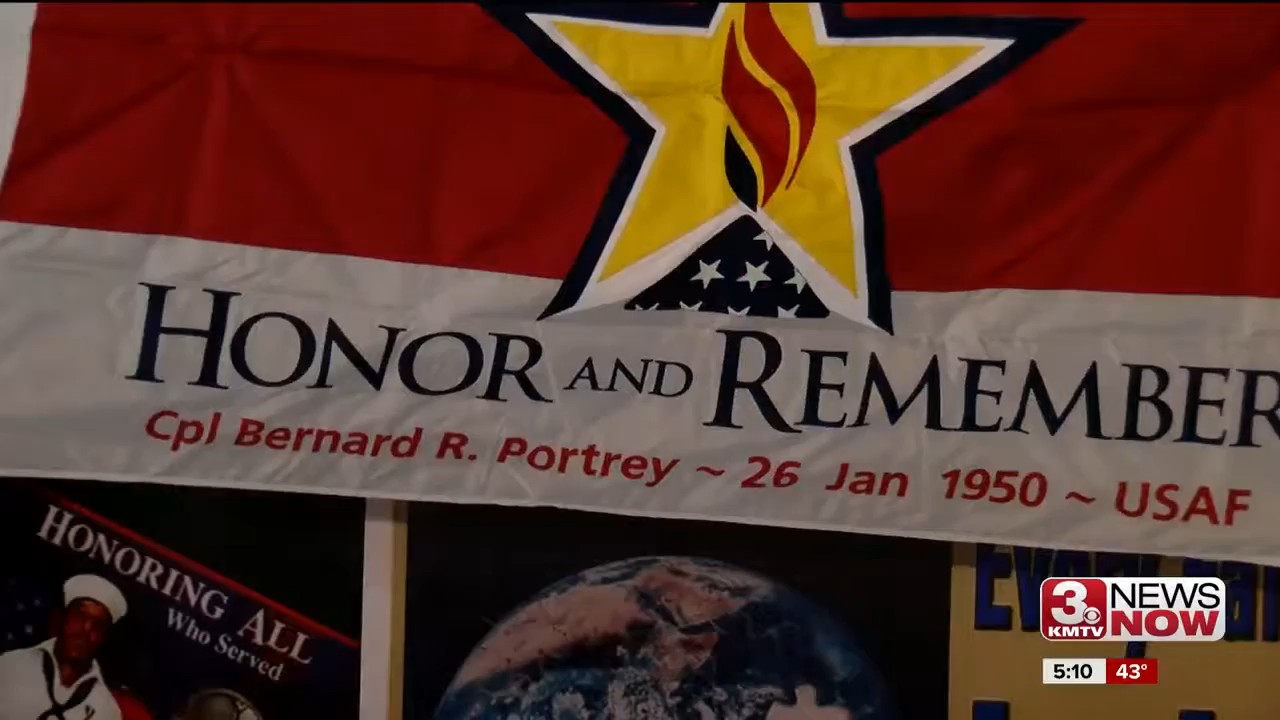 HONOR AND REMEMBER
Cpl Bernard R. Portrey ~ 26 Jan 1950 ~ USAF
HONORING ALL
Who Served
3 NEWS
KMTV NOW
5:10 43°